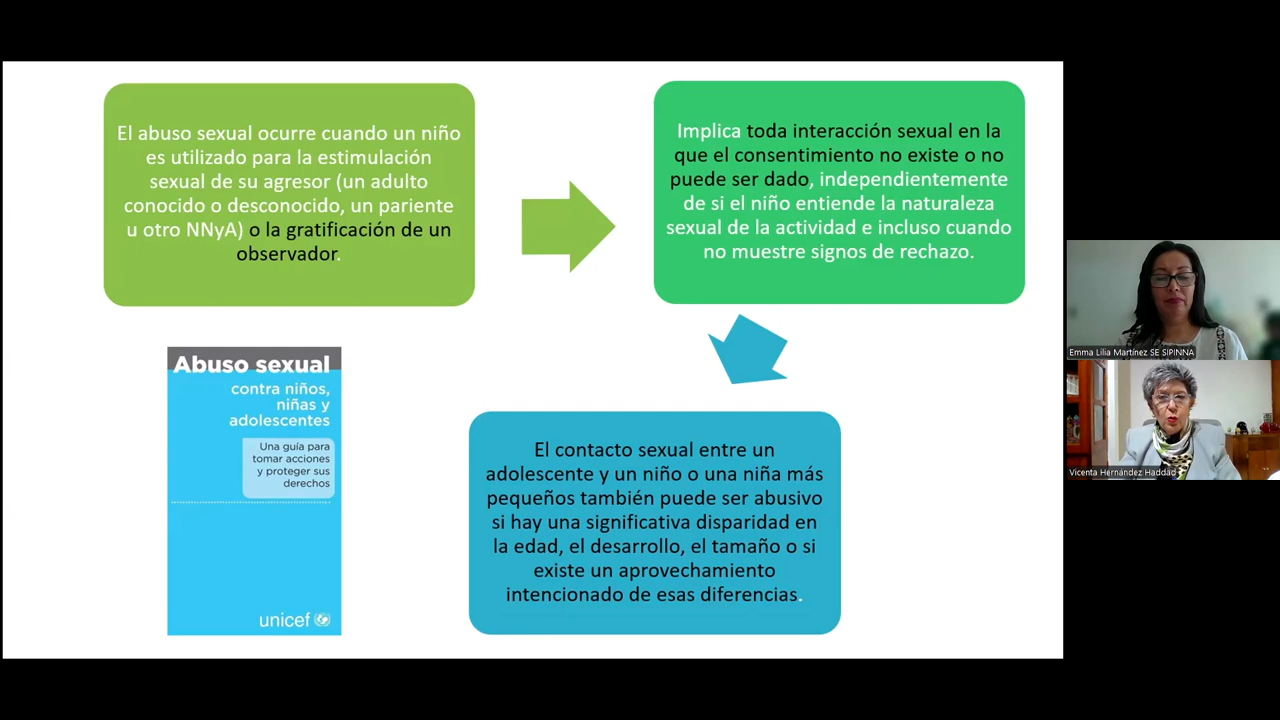 El abuso sexual ocurre cuando un niño
es utilizado para la estimulación
sexual de su agresor (un adulto
conocido o desconocido, un pariente
u otro NNyA) o la gratificación de un
observador.
Implica toda interacción sexual en la
que el consentimiento no existe o no
puede ser dado, independientemente
de si el niño entiende la naturaleza
sexual de la actividad e incluso cuando
no muestre signos de rechazo.
El contacto sexual entre un
adolescente y un niño o una niña más
pequeños también puede ser abusivo
si hay una significativa disparidad en
la edad, el desarrollo, el tamaño o si
existe un aprovechamiento
intencionado de esas diferencias.
Abuso sexual
contra niños,
niñas y
adolescentes
Una guía para
tomar acciones
y proteger sus
derechos
unicef
Emma Lilia Martínez SE SIPINNA
Vicenta Hernández Haddad